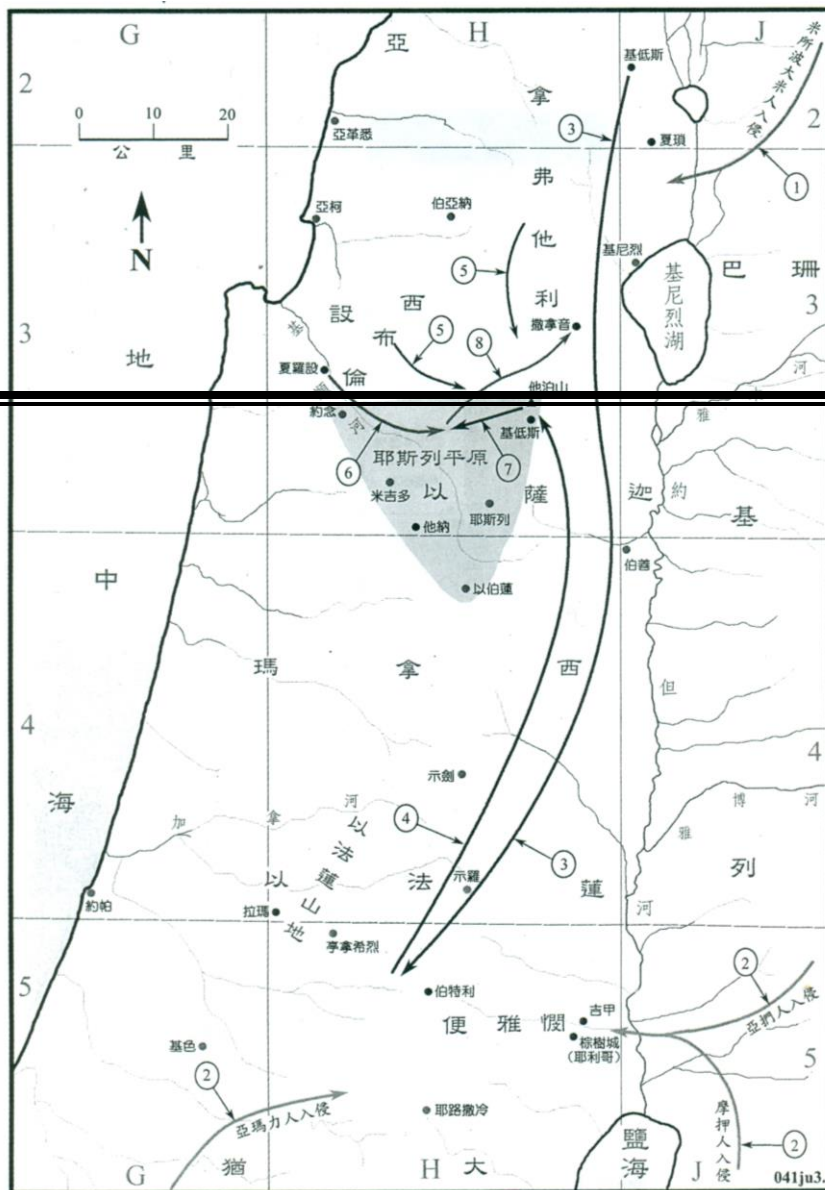 G
H
J
亞
2
基低斯
米所波大米人入侵
拿
0 10 20
公里
亞革悉
③
夏瑣
2
①
N
亞柯
伯亞納
弗
他
利
基尼烈
巴珊
基尼烈湖
⑤
西
設
布
倫
3
地
⑤
⑧
撒拿音
3
夏羅設
他泊山
河
雅
約念
基低斯
⑥
⑦
耶斯列平原
米吉多
以
薩
迦
約
基
耶斯列
他納
伯善
中
以伯蓮
瑪
拿
西
但
4
4
示劍
海
加
拿
河
以法蓮山地
④
③
雅
博
河
以
法
示羅
蓮
列
約帕
拉瑪
河
亭拿希烈
5
②
亞捫人入侵
伯特利
吉甲
便雅憫
棕樹城
(耶利哥)
5
基色
②
亞瑪力人入侵
耶路撒冷
摩押人入侵
②
鹽海
G
猶
H
大
J
041ju3.